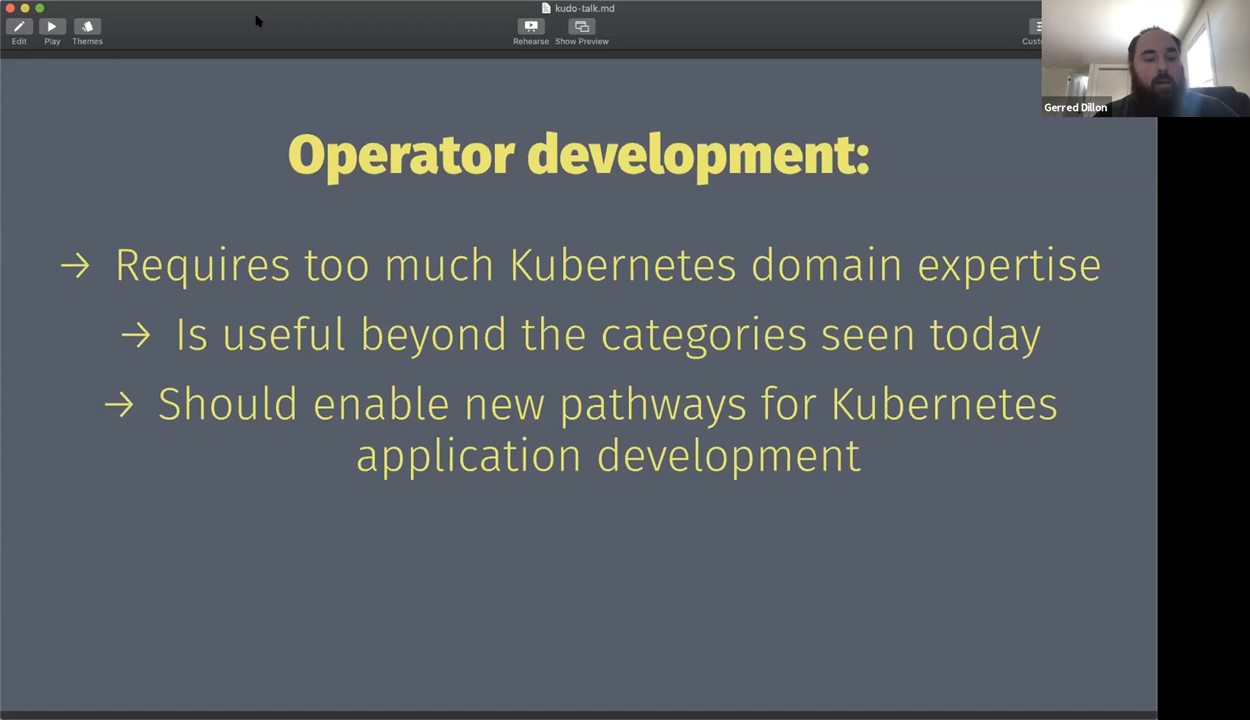 kudo-talk.md
Edit Play Themes Rehearse Show Preview
Gerred Dillon
Operator development:
→ Requires too much Kubernetes domain expertise
→ Is useful beyond the categories seen today
→ Should enable new pathways for Kubernetes
application development